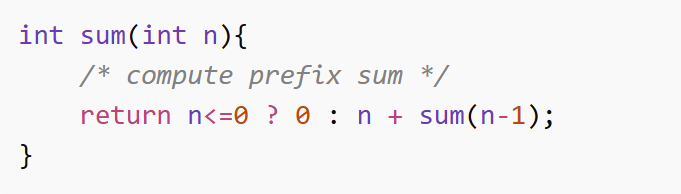 int sum(int n){
    /* compute prefix sum */
    return n<=0 ? 0 : n + sum(n-1);
}